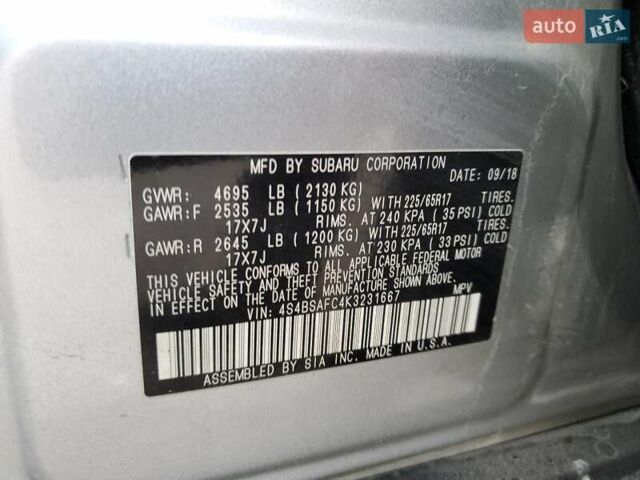 auto RIA
.com
MFD BY SUBARU CORPORATION DATE: 09/18
GVWR: 4695 LB (2130 KG)
GAWR:F 2535 LB (1150 KG) WITH 225/65R17 TIRES.
17X7J RIMS. AT 240 KPA (35 PSI) COLD
GAWR:R 2645 LB (1200 KG) WITH 225/65R17 TIRES.
17X7J RIMS. AT 230 KPA (33 PSI) COLD
THIS VEHICLE CONFORMS TO ALL APPLICABLE FEDERAL MOTOR
VEHICLE SAFETY AND THEFT PREVENTION STANDARDS
IN EFFECT ON THE DATE OF MANUFACTURE SHOWN ABOVE.
VIN: 4S4BSAFC4K3231667 MPV
ASSEMBLED BY SIA INC. MADE IN U.S.A.